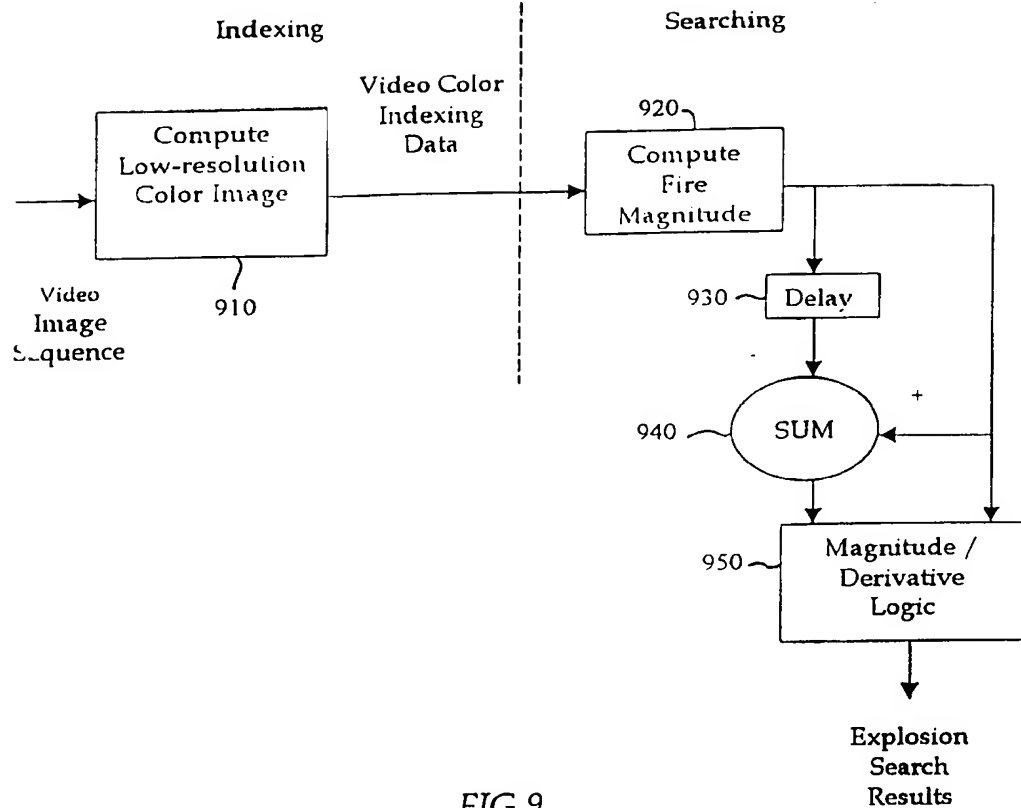 Indexing
Searching
Video Color
Indexing
Data
920
Compute
Low-resolution
Color Image
Compute
Fire
Magnitude
910
Video
Image
930
Delay
+
940
SUM
950
Magnitude /
Derivative
Logic
Explosion
Search
Results
FIG 9